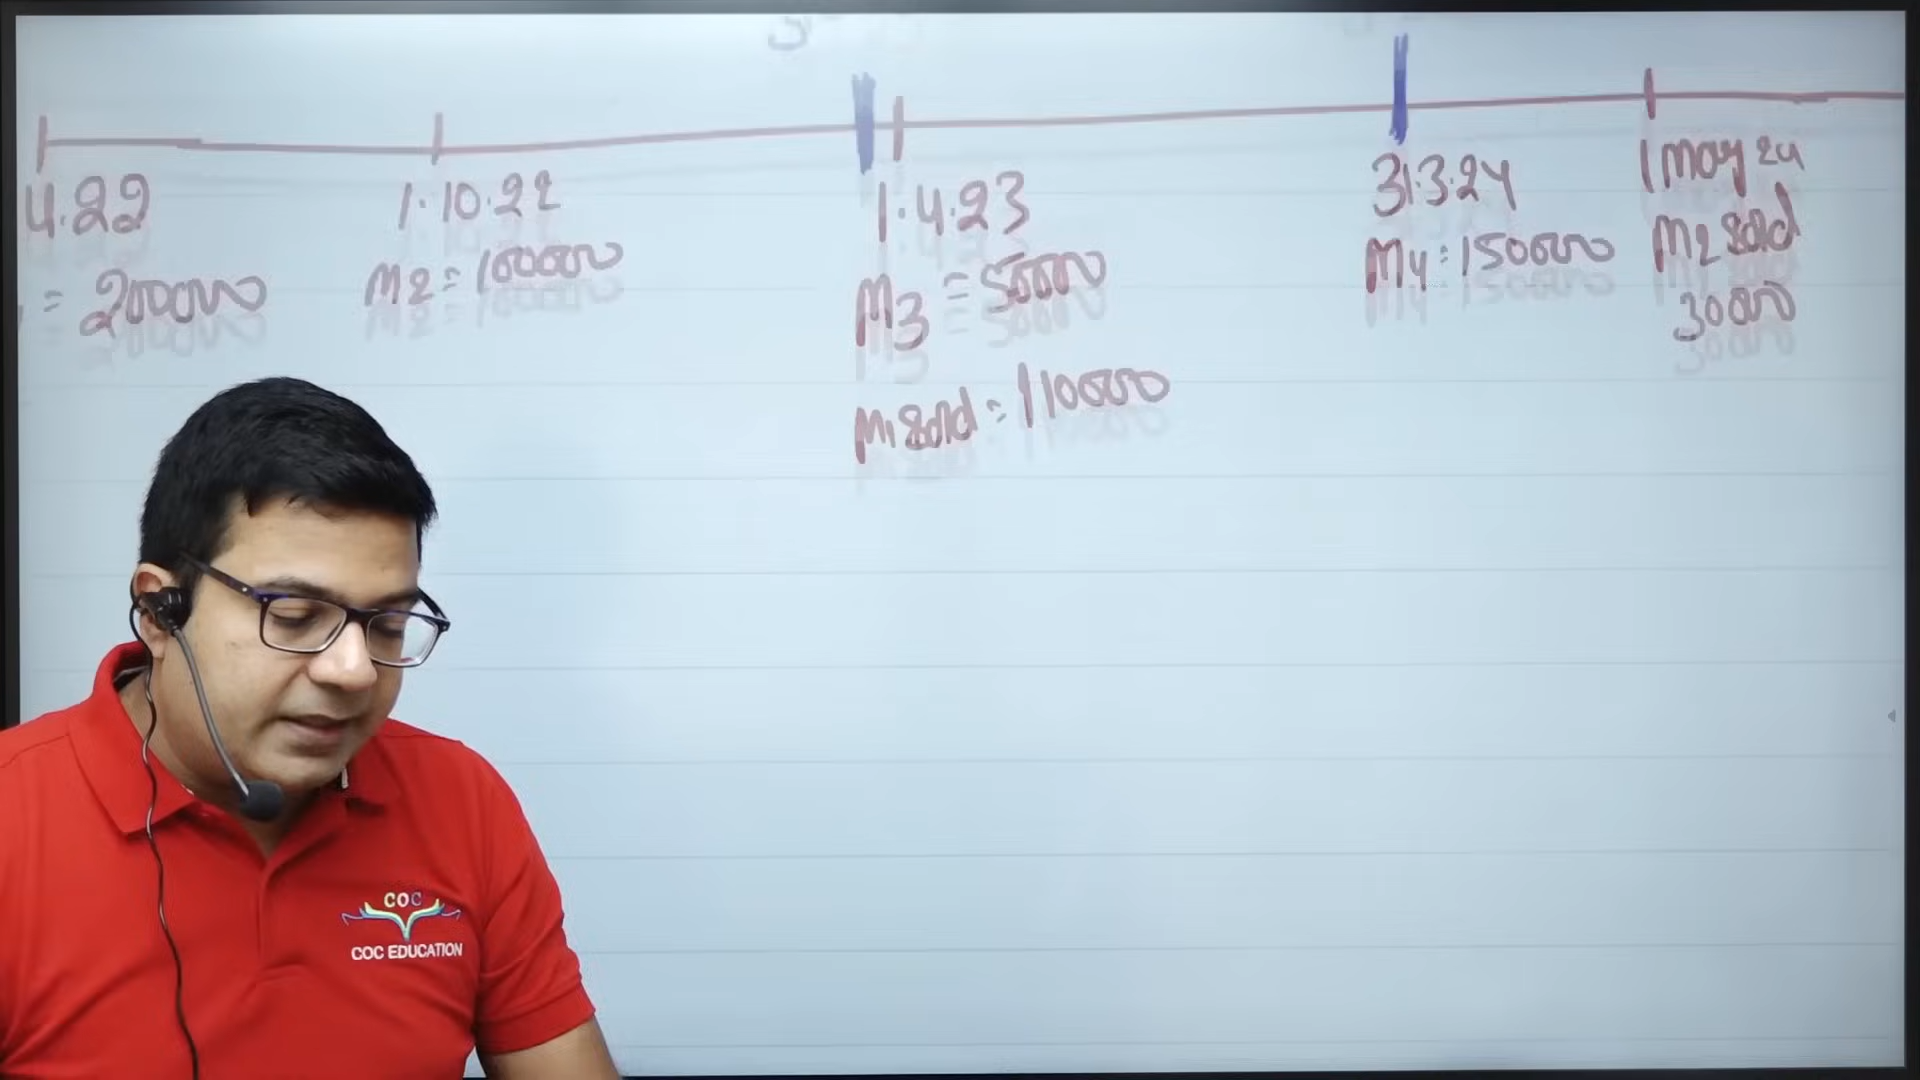 4.22
= 200000
1.10.22
M2 = 100000
1.4.23
M3 = 50000
M1 sold = 110000
31.3.24
M4 = 150000
1 May 24
M2 sold
30000
COC
COC EDUCATION